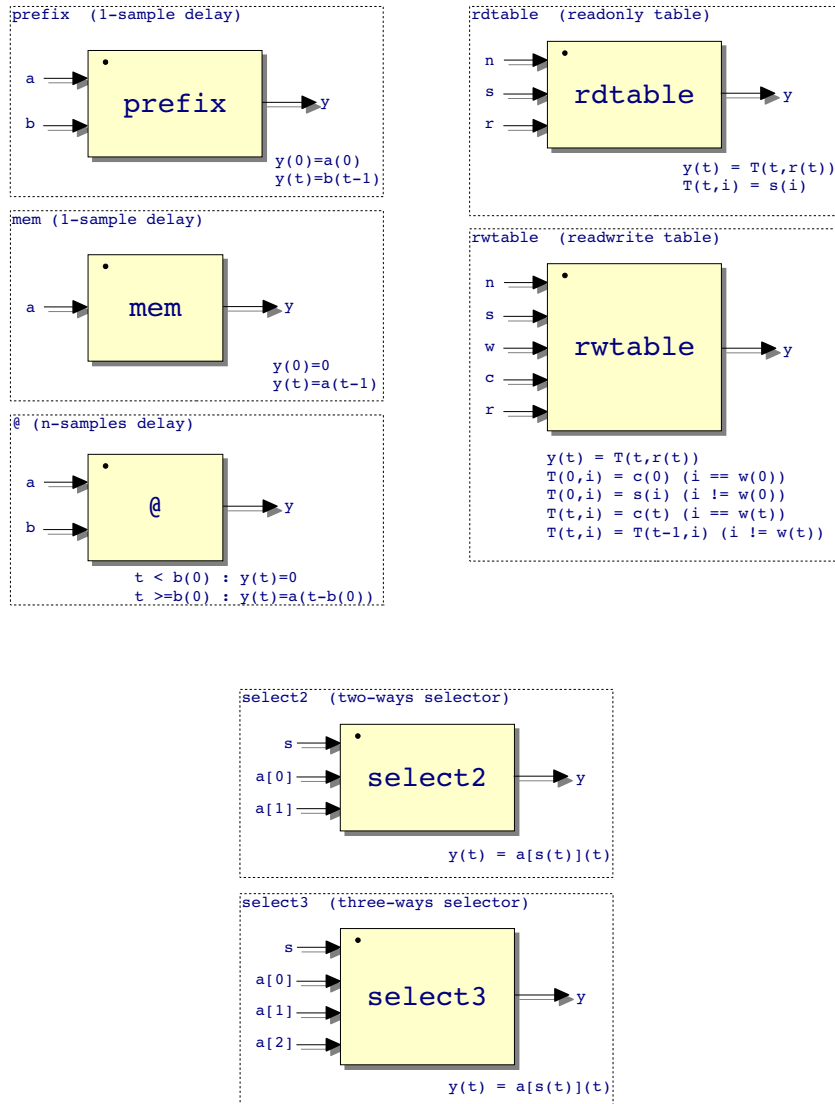 prefix (1-sample delay)
a
b
prefix
y
y(0)=a(0)
y(t)=b(t-1)
mem (1-sample delay)
a
mem
y
y(0)=0
y(t)=a(t-1)
@ (n-samples delay)
a
b
@
y
t < b(0) : y(t)=0
t >=b(0) : y(t)=a(t-b(0))
rdtable (readonly table)
n
s
r
rdtable
y
y(t) = T(t,r(t))
T(t,i) = s(i)
rwtable (readwrite table)
n
s
w
c
r
rwtable
y
y(t) = T(t,r(t))
T(0,i) = c(0) (i == w(0))
T(0,i) = s(i) (i != w(0))
T(t,i) = c(t) (i == w(t))
T(t,i) = T(t-1,i) (i != w(t))
select2 (two-ways selector)
s
a[0]
a[1]
select2
y
y(t) = a[s(t)](t)
select3 (three-ways selector)
s
a[0]
a[1]
a[2]
select3
y
y(t) = a[s(t)](t)